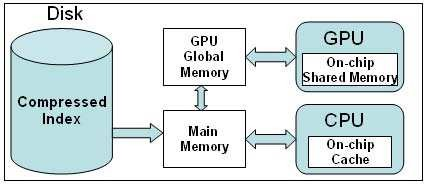 Disk
Compressed
Index
GPU
Global
Memory
Main
Memory
GPU
On-chip
Shared Memory
CPU
On-chip
Cache